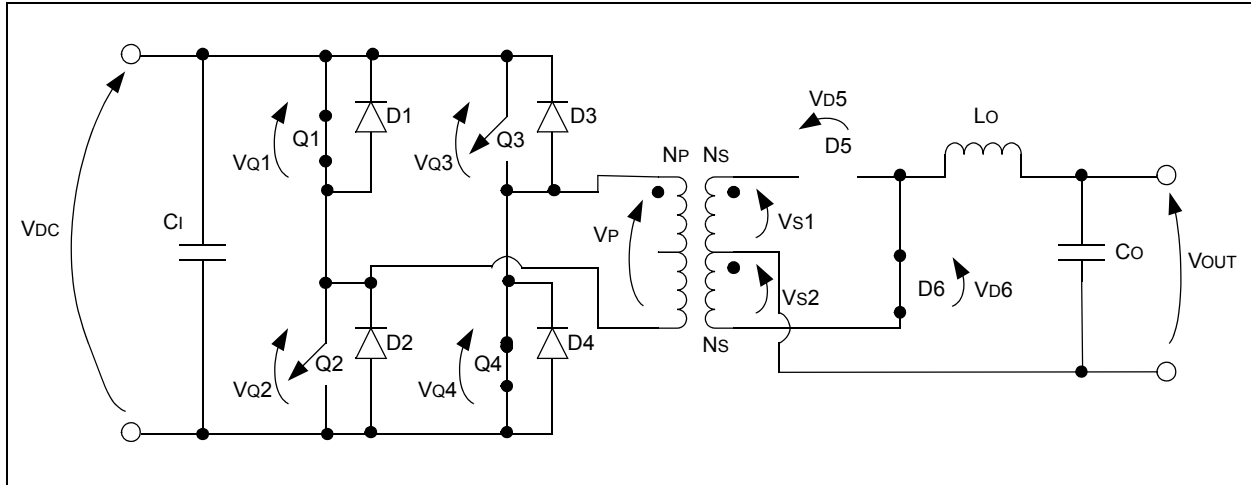 VDC
CI
VQ1
Q1
D1
VQ3
Q3
D3
VQ2
Q2
D2
VQ4
Q4
D4
NP
NS
VP
VS1
VS2
NS
VD5
D5
LO
D6
VD6
CO
VOUT